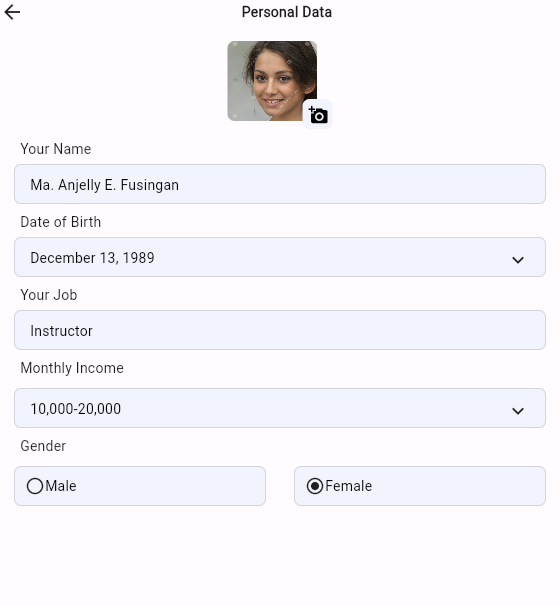 Personal Data
Your Name
Ma. Anjelly E. Fusingan
Date of Birth
December 13, 1989
Your Job
Instructor
Monthly Income
10,000-20,000
Gender
Male
Female